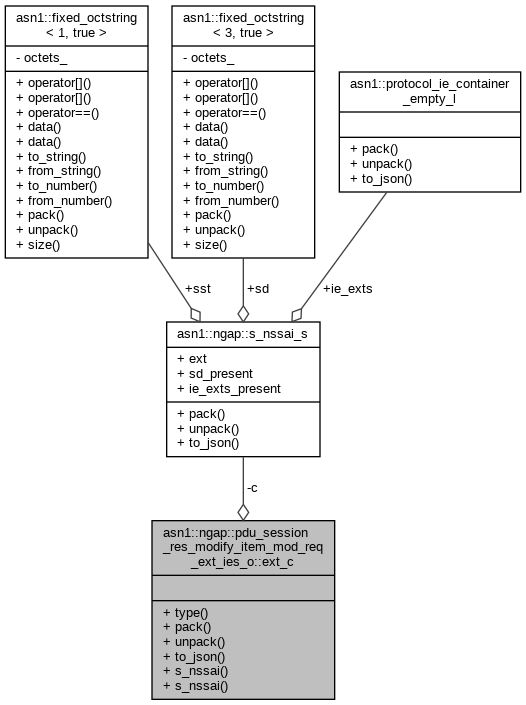 asn1::fixed_octstring
< 1, true >
- octets_
+ operator[]()
+ operator[]()
+ operator==()
+ data()
+ data()
+ to_string()
+ from_string()
+ to_number()
+ from_number()
+ pack()
+ unpack()
+ size()
asn1::fixed_octstring
< 3, true >
- octets_
+ operator[]()
+ operator[]()
+ operator==()
+ data()
+ data()
+ to_string()
+ from_string()
+ to_number()
+ from_number()
+ pack()
+ unpack()
+ size()
asn1::protocol_ie_container
_empty_l
+ pack()
+ unpack()
+ to_json()
+sst
+sd
+ie_exts
asn1::ngap::s_nssai_s
+ ext
+ sd_present
+ ie_exts_present
+ pack()
+ unpack()
+ to_json()
-c
asn1::ngap::pdu_session
_res_modify_item_mod_req
_ext_ies_o::ext_c
+ type()
+ pack()
+ unpack()
+ to_json()
+ s_nssai()
+ s_nssai()